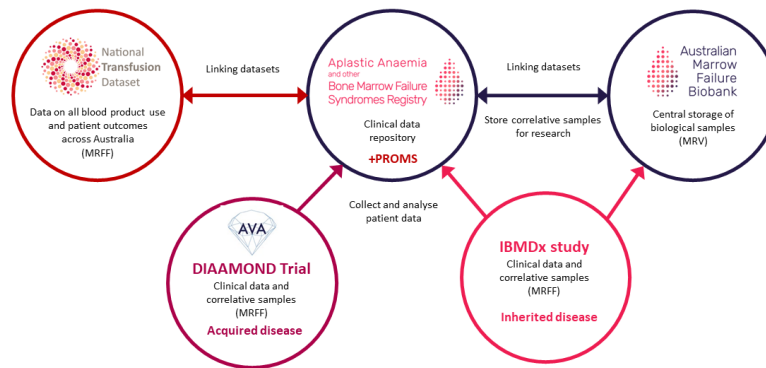 National
Transfusion
Dataset
Data on all blood product use
and patient outcomes
across Australia
(MRFF)
Linking datasets
Aplastic Anaemia
and other
Bone Marrow Failure
Syndromes Registry
Clinical data
repository
+PROMS
Linking datasets
Store correlative samples
for research
Australian
Marrow
Failure
Biobank
Central storage of
biological samples
(MRV)
Collect and analyse
patient data
AVA
DIAAMOND Trial
Clinical data and
correlative samples
(MRFF)
Acquired disease
IBMDx study
Clinical data and
correlative samples
(MRFF)
Inherited disease